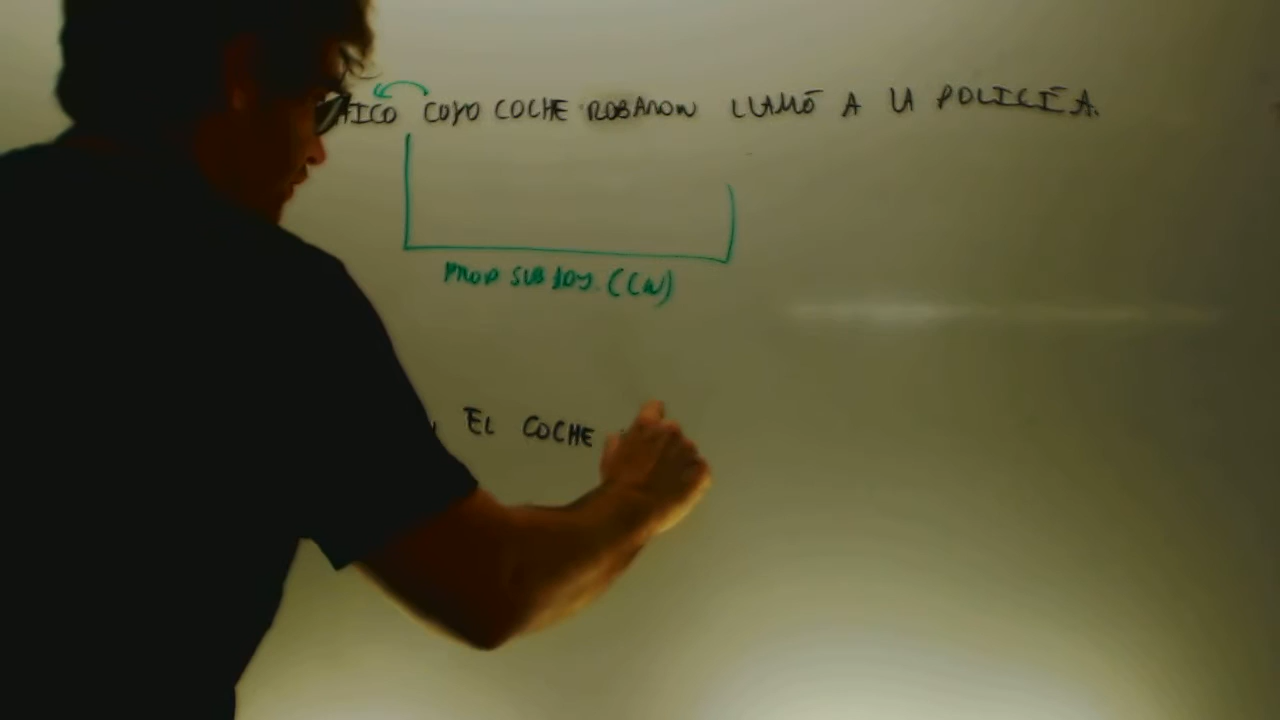 COYO COCHE ROBARON LLAMÓ A LA POLICÍA.
PROP SUB ADJ. (CN)
EL COCHE